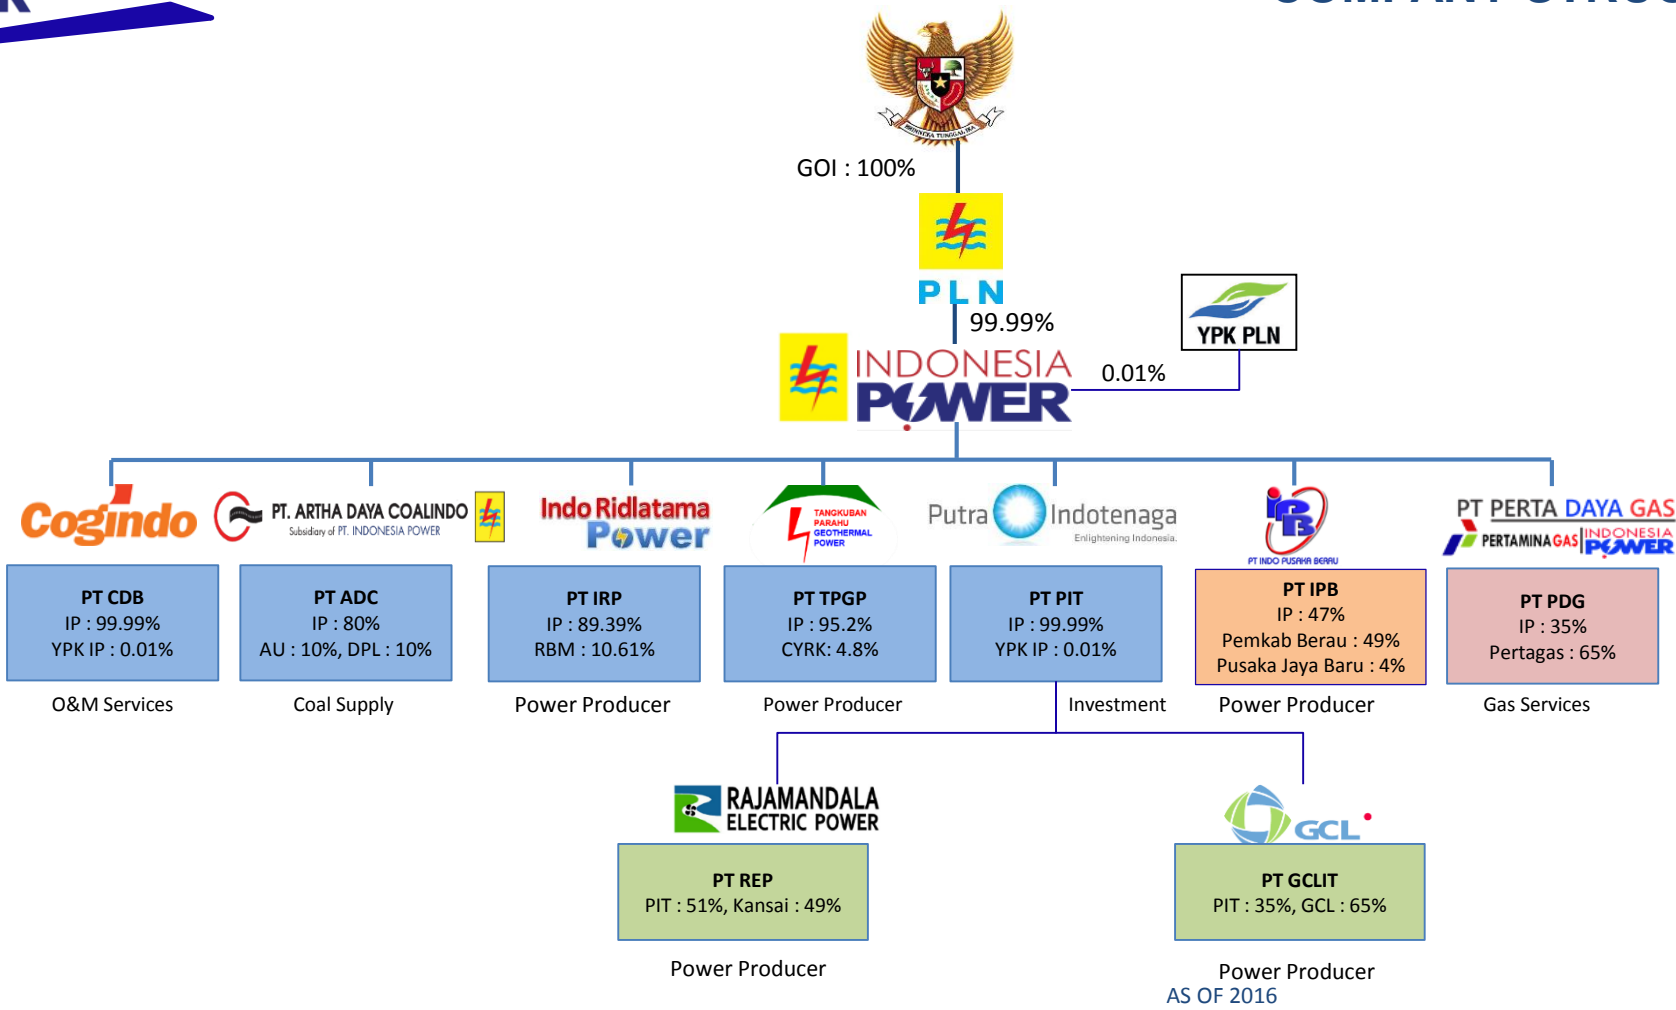 COMPANY STRUC
BHINNEKA TUNGGAL IKA
GOI : 100%
PLN
99.99%
YPK PLN
INDONESIA
POWER
0.01%
Cogindo
PT. ARTHA DAYA COALINDO
Subsidiary of PT. INDONESIA POWER
Indo Ridlatama
Power
TANGKUBAN
PARAHU
GEOTHERMAL
POWER
Putra Indotenaga
Enlightening Indonesia.
IPB
PT INDO PUSAKA BERAU
PT PERTA DAYA GAS
PERTAMINA GAS INDONESIA
POWER
PT CDB
IP : 99.99%
YPK IP : 0.01%
O&M Services
PT ADC
IP : 80%
AU : 10%, DPL : 10%
Coal Supply
PT IRP
IP : 89.39%
RBM : 10.61%
Power Producer
PT TPGP
IP : 95.2%
CYRK: 4.8%
Power Producer
PT PIT
IP : 99.99%
YPK IP : 0.01%
Investment
PT IPB
IP : 47%
Pemkab Berau : 49%
Pusaka Jaya Baru : 4%
Power Producer
PT PDG
IP : 35%
Pertagas : 65%
Gas Services
RAJAMANDALA
ELECTRIC POWER
PT REP
PIT : 51%, Kansai : 49%
Power Producer
GCL
PT GCLIT
PIT : 35%, GCL : 65%
Power Producer
AS OF 2016